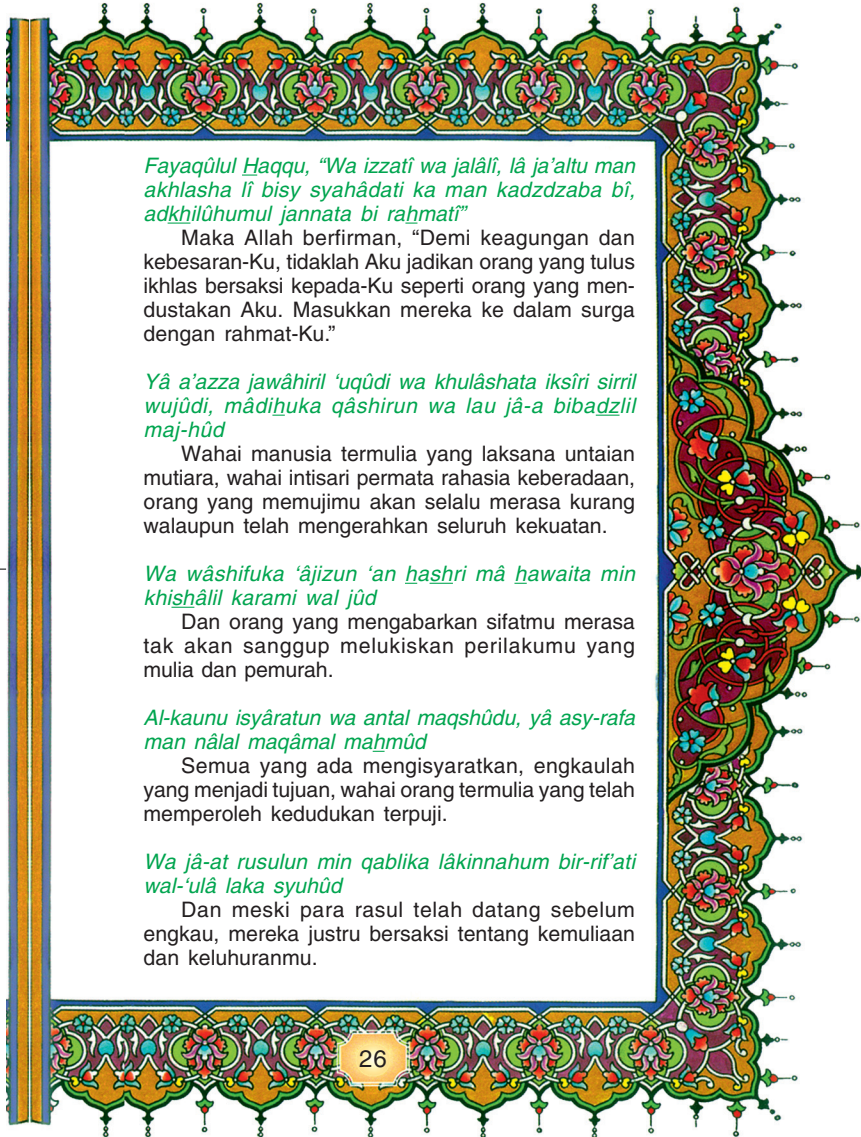 Fayaqûlul Haqqu, “Wa izzatî wa jalâlî, lâ ja’altu man
akhlasha lî bisy syahâdati ka man kadzdzaba bî,
adkhilûhumul jannata bi rahmatî”
Maka Allah berfirman, “Demi keagungan dan
kebesaran-Ku, tidaklah Aku jadikan orang yang tulus
ikhlas bersaksi kepada-Ku seperti orang yang men-
dustakan Aku. Masukkan mereka ke dalam surga
dengan rahmat-Ku.”
Yâ a’azza jawâhiril ‘uqûdi wa khulâshata iksîri sirril
wujûdi, mâdihuka qâshirun wa lau jâ-a bibadzlil
maj-hûd
Wahai manusia termulia yang laksana untaian
mutiara, wahai intisari permata rahasia keberadaan,
orang yang memujimu akan selalu merasa kurang
walaupun telah mengerahkan seluruh kekuatan.
Wa wâshifuka ‘âjizun ‘an hashri mâ hawaita min
khishâlil karami wal jûd
Dan orang yang mengabarkan sifatmu merasa
tak akan sanggup melukiskan perilakumu yang
mulia dan pemurah.
Al-kaunu isyâratun wa antal maqshûdu, yâ asy-rafa
man nâlal maqâmal mahmûd
Semua yang ada mengisyaratkan, engkaulah
yang menjadi tujuan, wahai orang termulia yang telah
memperoleh kedudukan terpuji.
Wa jâ-at rusulun min qablika lâkinnahum bir-rif’ati
wal-‘ulâ laka syuhûd
Dan meski para rasul telah datang sebelum
engkau, mereka justru bersaksi tentang kemuliaan
dan keluhuranmu.
26